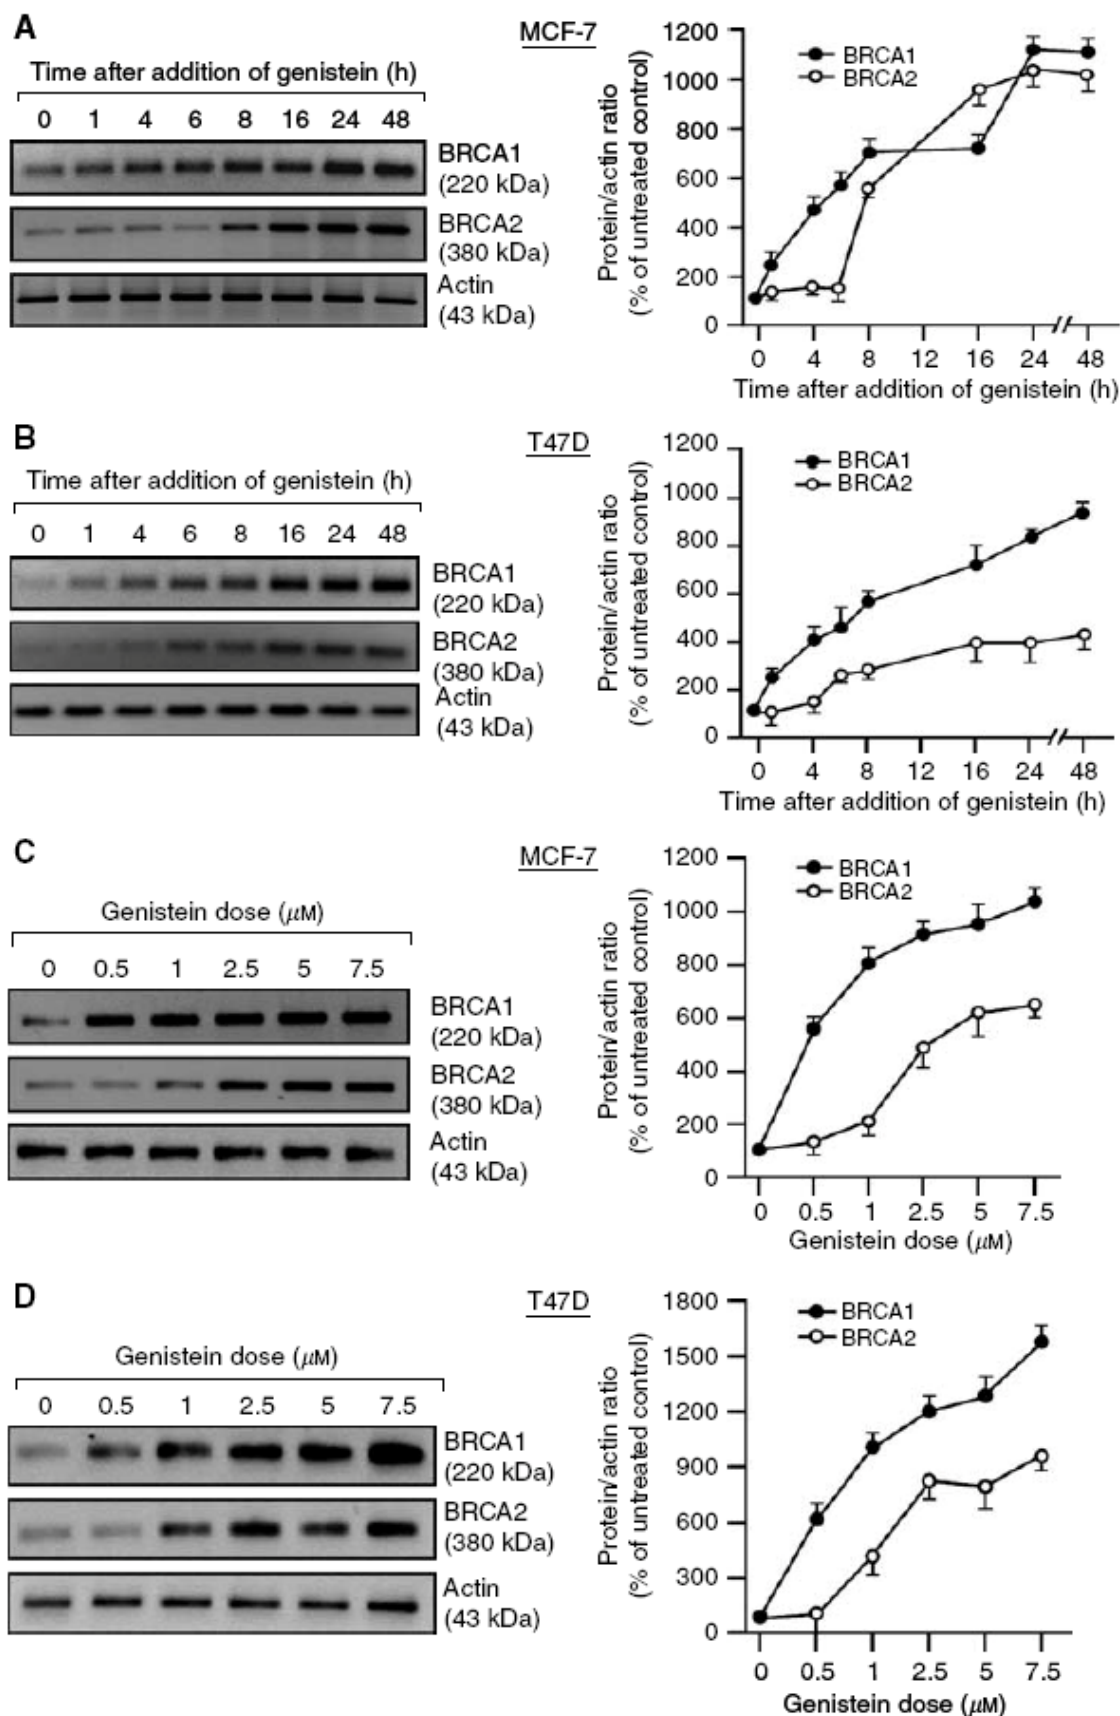 A
MCF-7
Time after addition of genistein (h)
0 1 4 6 8 16 24 48
BRCA1
(220 kDa)
BRCA2
(380 kDa)
Actin
(43 kDa)
Protein/actin ratio
(% of untreated control)
1200
1000
800
600
400
200
0
BRCA1
BRCA2
0 4 8 12 16 24 48
Time after addition of genistein (h)
B
T47D
Time after addition of genistein (h)
0 1 4 6 8 16 24 48
BRCA1
(220 kDa)
BRCA2
(380 kDa)
Actin
(43 kDa)
Protein/actin ratio
(% of untreated control)
1200
1000
800
600
400
200
0
BRCA1
BRCA2
0 4 8 12 16 24 48
Time after addition of genistein (h)
C
MCF-7
Genistein dose (μM)
0 0.5 1 2.5 5 7.5
BRCA1
(220 kDa)
BRCA2
(380 kDa)
Actin
(43 kDa)
Protein/actin ratio
(% of untreated control)
1200
1000
800
600
400
200
0
BRCA1
BRCA2
0 0.5 1 2.5 5 7.5
Genistein dose (μM)
D
T47D
Genistein dose (μM)
0 0.5 1 2.5 5 7.5
BRCA1
(220 kDa)
BRCA2
(380 kDa)
Actin
(43 kDa)
Protein/actin ratio
(% of untreated control)
1800
1500
1200
900
600
300
0
BRCA1
BRCA2
0 0.5 1 2.5 5 7.5
Genistein dose (μM)